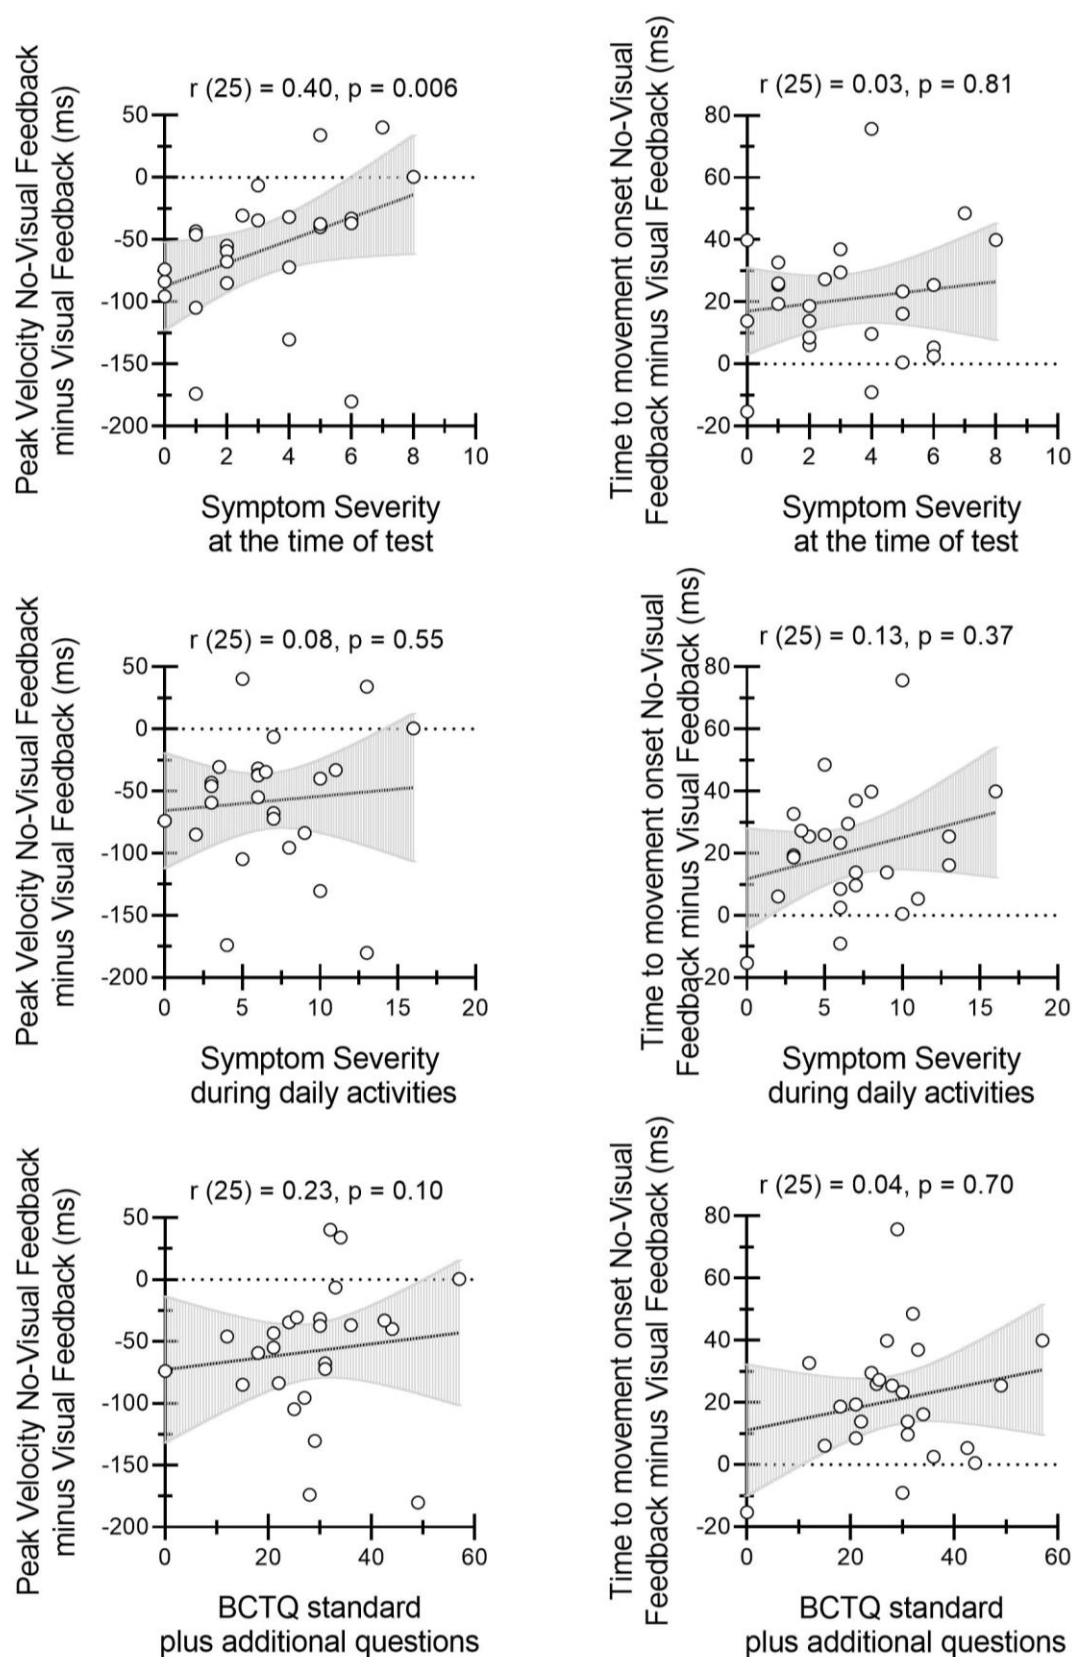 Peak Velocity No-Visual Feedback
minus Visual Feedback (ms)
r (25) = 0.40, p = 0.006
50
0
-50
-100
-150
-200
0 2 4 6 8 10
Symptom Severity
at the time of test
Time to movement onset No-Visual
Feedback minus Visual Feedback (ms)
r (25) = 0.03, p = 0.81
80
60
40
20
0
-20
0 2 4 6 8 10
Symptom Severity
at the time of test
Peak Velocity No-Visual Feedback
minus Visual Feedback (ms)
r (25) = 0.08, p = 0.55
50
0
-50
-100
-150
-200
0 5 10 15 20
Symptom Severity
during daily activities
Time to movement onset No-Visual
Feedback minus Visual Feedback (ms)
r (25) = 0.13, p = 0.37
80
60
40
20
0
-20
0 5 10 15 20
Symptom Severity
during daily activities
Peak Velocity No-Visual Feedback
minus Visual Feedback (ms)
r (25) = 0.23, p = 0.10
50
0
-50
-100
-150
-200
0 20 40 60
BCTQ standard
plus additional questions
Time to movement onset No-Visual
Feedback minus Visual Feedback (ms)
r (25) = 0.04, p = 0.70
80
60
40
20
0
-20
0 20 40 60
BCTQ standard
plus additional questions